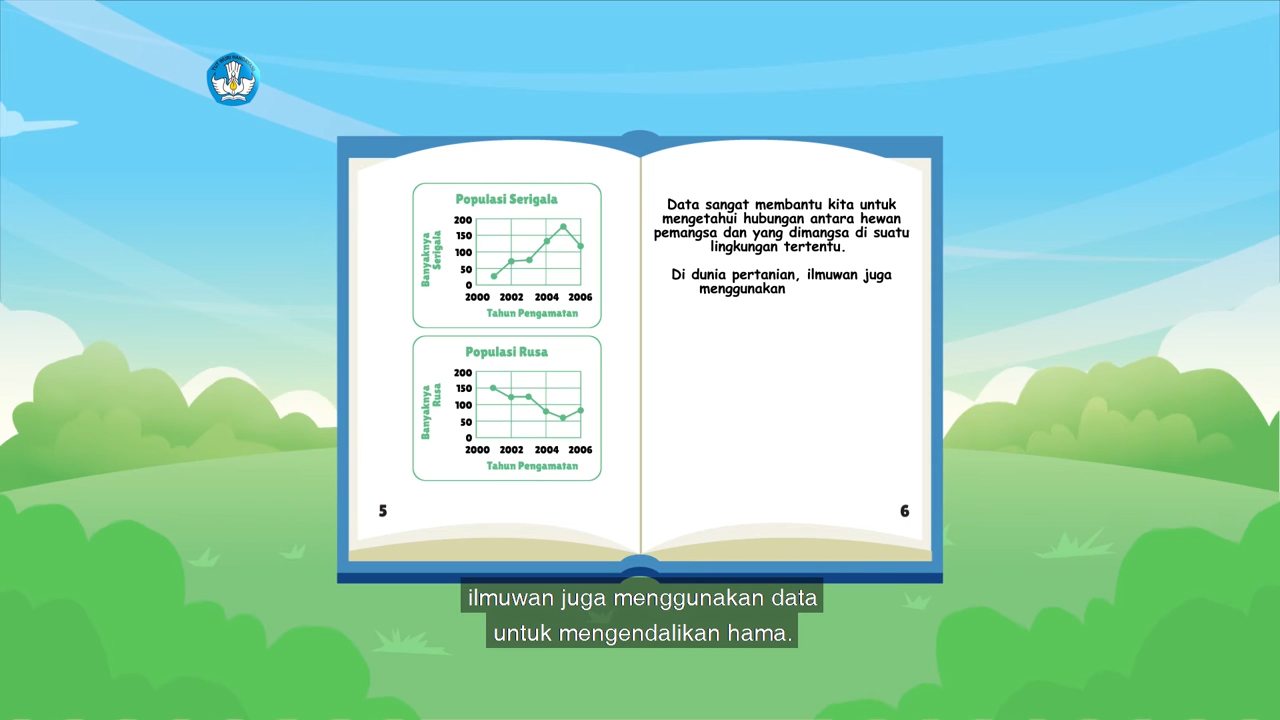 Populasi Serigala
Banyaknya
Serigala
200
150
100
50
0
2000 2002 2004 2006
Tahun Pengamatan
Populasi Rusa
Banyaknya
Rusa
200
150
100
50
0
2000 2002 2004 2006
Tahun Pengamatan
5
Data sangat membantu kita untuk
mengetahui hubungan antara hewan
pemangsa dan yang dimangsa di suatu
lingkungan tertentu.
Di dunia pertanian, ilmuwan juga
menggunakan
6
ilmuwan juga menggunakan data
untuk mengendalikan hama.